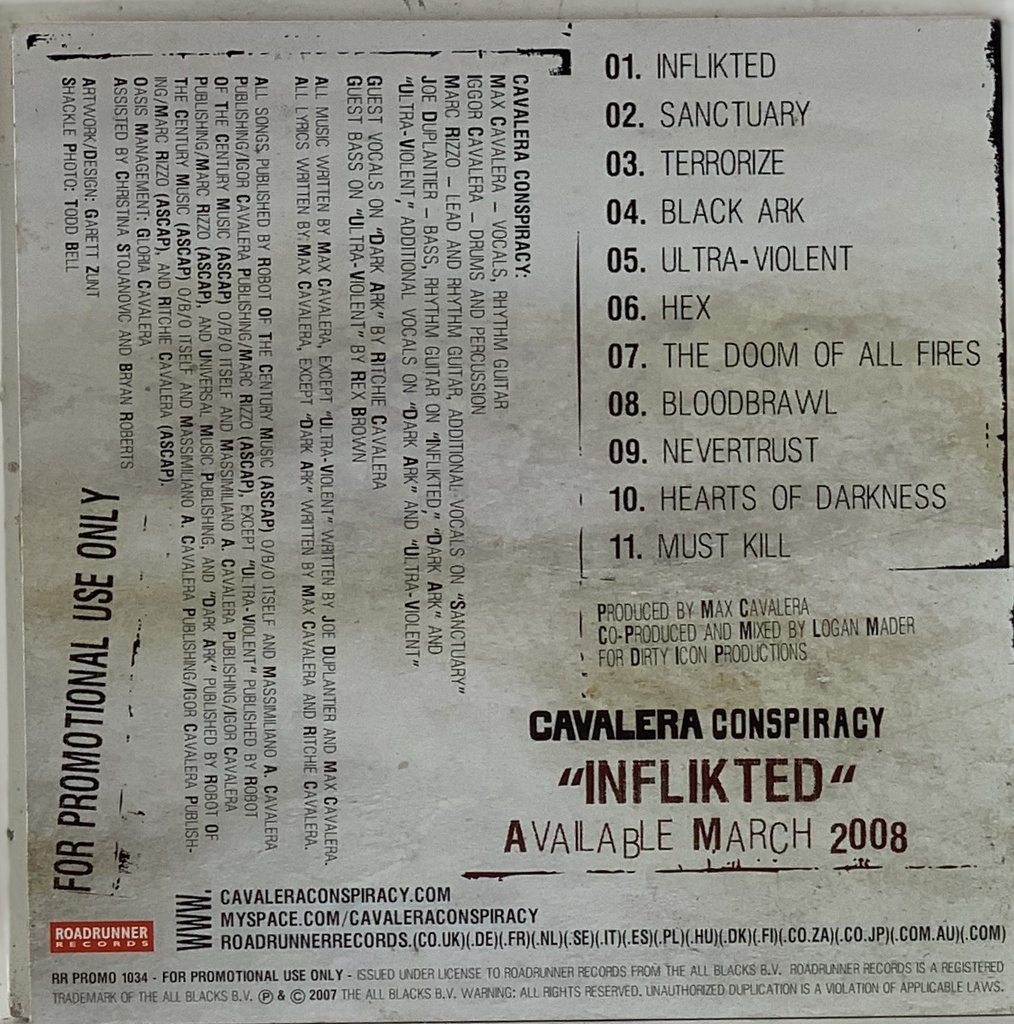 01. INFLIKTED
02. SANCTUARY
03. TERRORIZE
04. BLACK ARK
05. ULTRA-VIOLENT
06. HEX
07. THE DOOM OF ALL FIRES
08. BLOODBRAWL
09. NEVERTRUST
10. HEARTS OF DARKNESS
11. MUST KILL
PRODUCED BY MAX CAVALERA
CO-PRODUCED AND MIXED BY LOGAN MADER
FOR DIRTY ICON PRODUCTIONS
CAVALERA CONSPIRACY
"INFLIKTED"
AVAILABLE MARCH 2008
CAVALERA CONSPIRACY:
MAX CAVALERA – VOCALS, RHYTHM GUITAR
IGGOR CAVALERA – DRUMS AND PERCUSSION
MARC RIZZO – LEAD AND RHYTHM GUITAR, ADDITIONAL VOCALS ON "SANCTUARY"
JOE DUPLANTIER – BASS, RHYTHM GUITAR ON "INFLIKTED," "DARK ARK" AND
"ULTRA-VIOLENT," ADDITIONAL VOCALS ON "DARK ARK" AND "ULTRA-VIOLENT"
GUEST VOCALS ON "DARK ARK" BY RITCHIE CAVALERA
GUEST BASS ON "ULTRA-VIOLENT" BY REX BROWN
ALL MUSIC WRITTEN BY MAX CAVALERA, EXCEPT "ULTRA-VIOLENT" WRITTEN BY JOE DUPLANTIER AND MAX CAVALERA.
ALL LYRICS WRITTEN BY MAX CAVALERA, EXCEPT "DARK ARK" WRITTEN BY MAX CAVALERA AND RITCHIE CAVALERA.
ALL SONGS PUBLISHED BY ROBOT OF THE CENTURY MUSIC (ASCAP) O/B/O ITSELF AND MASSIMILIANO A. CAVALERA
PUBLISHING/IGOR CAVALERA PUBLISHING/MARC RIZZO (ASCAP), EXCEPT "ULTRA-VIOLENT" PUBLISHED BY ROBOT
OF THE CENTURY MUSIC (ASCAP) O/B/O ITSELF AND MASSIMILIANO A. CAVALERA PUBLISHING/IGOR CAVALERA
PUBLISHING/MARC RIZZO (ASCAP), AND UNIVERSAL MUSIC PUBLISHING, AND "DARK ARK" PUBLISHED BY ROBOT OF
THE CENTURY MUSIC (ASCAP) O/B/O ITSELF AND MASSIMILIANO A. CAVALERA PUBLISHING/IGOR CAVALERA PUBLISH-
ING/MARC RIZZO (ASCAP), AND RITCHIE CAVALERA (ASCAP).
OASIS MANAGEMENT: GLORIA CAVALERA
ASSISTED BY CHRISTINA STOJANOVIC AND BRYAN ROBERTS
ARTWORK/DESIGN: GARETT ZUNT
SHACKLE PHOTO: TODD BELL
FOR PROMOTIONAL USE ONLY
WWW.
CAVALERACONSPIRACY.COM
MYSPACE.COM/CAVALERACONSPIRACY
ROADRUNNERRECORDS.(CO.UK)(.DE)(.FR)(.NL)(.SE)(.IT)(.ES)(.PL)(.HU)(.DK)(.FI)(.CO.ZA)(.CO.JP)(.COM.AU)(.COM)
ROADRUNNER
RECORDS
RR PROMO 1034 - FOR PROMOTIONAL USE ONLY - ISSUED UNDER LICENSE TO ROADRUNNER RECORDS FROM THE ALL BLACKS B.V. ROADRUNNER RECORDS IS A REGISTERED
TRADEMARK OF THE ALL BLACKS B.V. Ⓟ & © 2007 THE ALL BLACKS B.V. WARNING: ALL RIGHTS RESERVED. UNAUTHORIZED DUPLICATION IS A VIOLATION OF APPLICABLE LAWS.